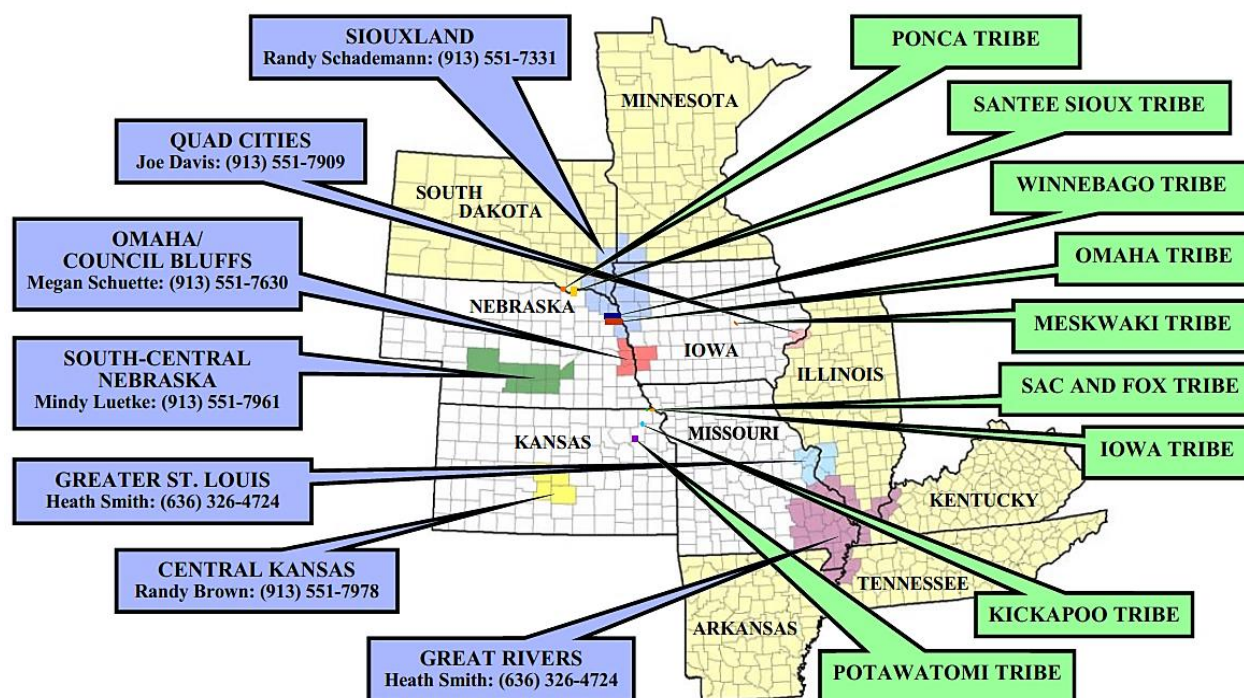 SIOUXLAND
Randy Schademann: (913) 551-7331
QUAD CITIES
Joe Davis: (913) 551-7909
OMAHA/
COUNCIL BLUFFS
Megan Schuette: (913) 551-7630
SOUTH-CENTRAL
NEBRASKA
Mindy Luetke: (913) 551-7961
GREATER ST. LOUIS
Heath Smith: (636) 326-4724
CENTRAL KANSAS
Randy Brown: (913) 551-7978
GREAT RIVERS
Heath Smith: (636) 326-4724
MINNESOTA
SOUTH
DAKOTA
NEBRASKA
IOWA
ILLINOIS
KANSAS
MISSOURI
KENTUCKY
TENNESSEE
ARKANSAS
PONCA TRIBE
SANTEE SIOUX TRIBE
WINNEBAGO TRIBE
OMAHA TRIBE
MESKWAKI TRIBE
SAC AND FOX TRIBE
IOWA TRIBE
KICKAPOO TRIBE
POTAWATOMI TRIBE